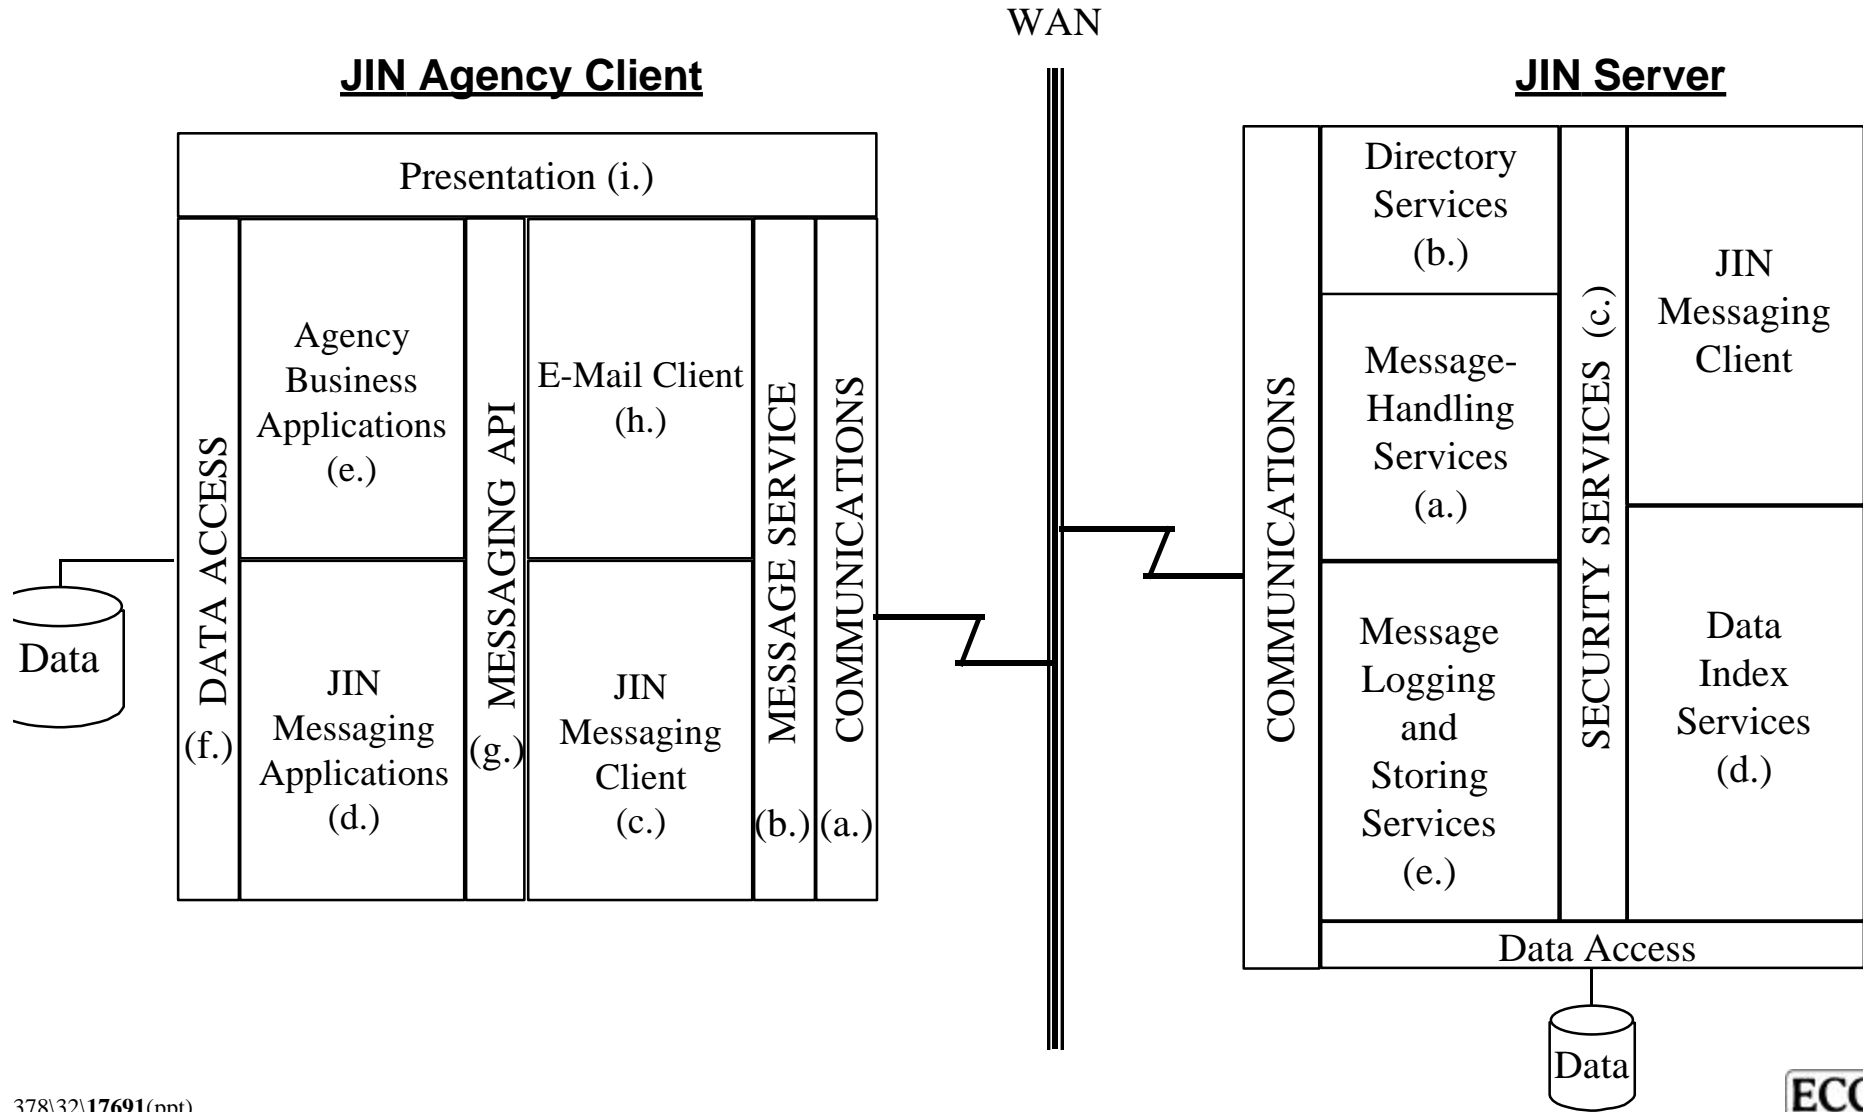 WAN
JIN Agency Client
Presentation (i.)
(f.) DATA ACCESS
Agency
Business
Applications
(e.)
JIN
Messaging
Applications
(d.)
(g.) MESSAGING API
E-Mail Client
(h.)
JIN
Messaging
Client
(c.)
(b.) MESSAGE SERVICE
(a.) COMMUNICATIONS
Data
JIN Server
COMMUNICATIONS
Directory
Services
(b.)
Message-
Handling
Services
(a.)
Message
Logging
and
Storing
Services
(e.)
SECURITY SERVICES (c.)
JIN
Messaging
Client
Data
Index
Services
(d.)
Data Access
Data
378\32\17691(ppt)